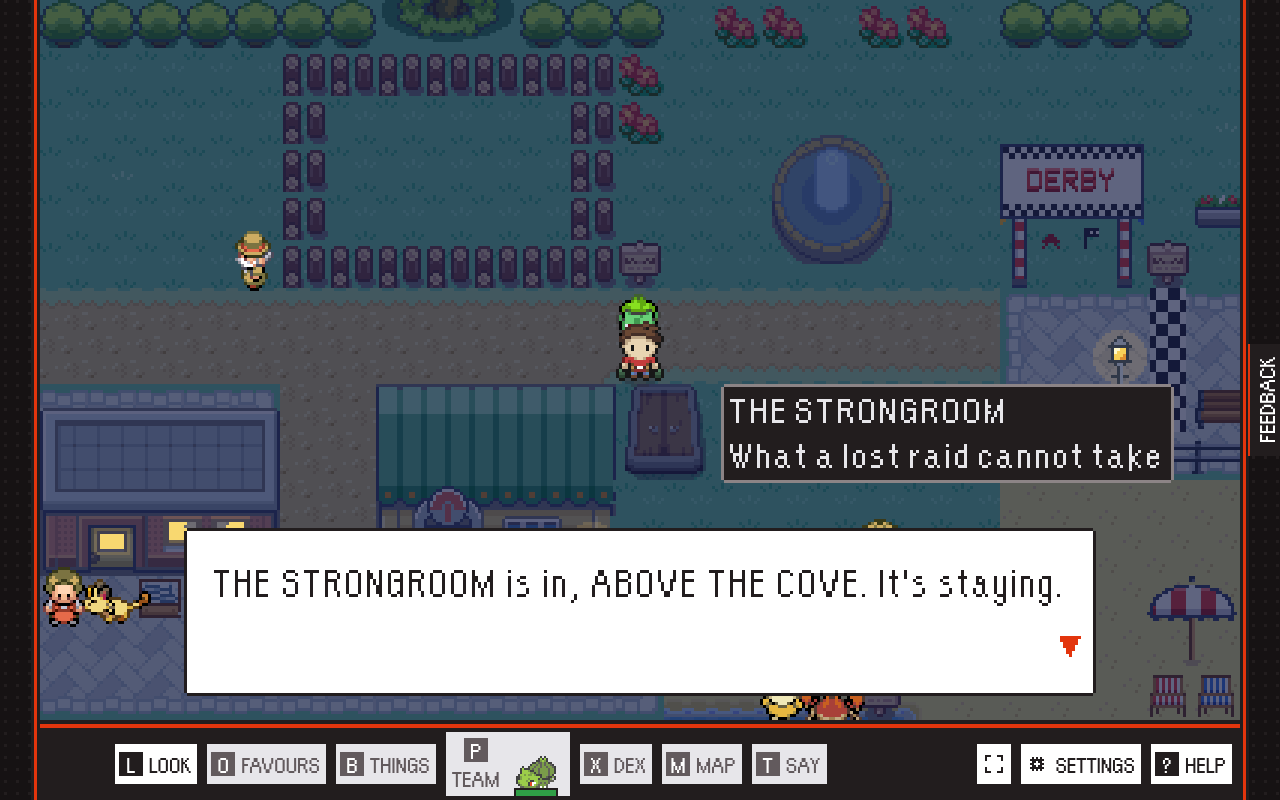 DERBY
THE STRONGROOM
What a lost raid cannot take
THE STRONGROOM is in, ABOVE THE COVE. It's staying.
FEEDBACK
L LOOK
O FAVOURS
B THINGS
P TEAM
X DEX
M MAP
T SAY
SETTINGS
? HELP